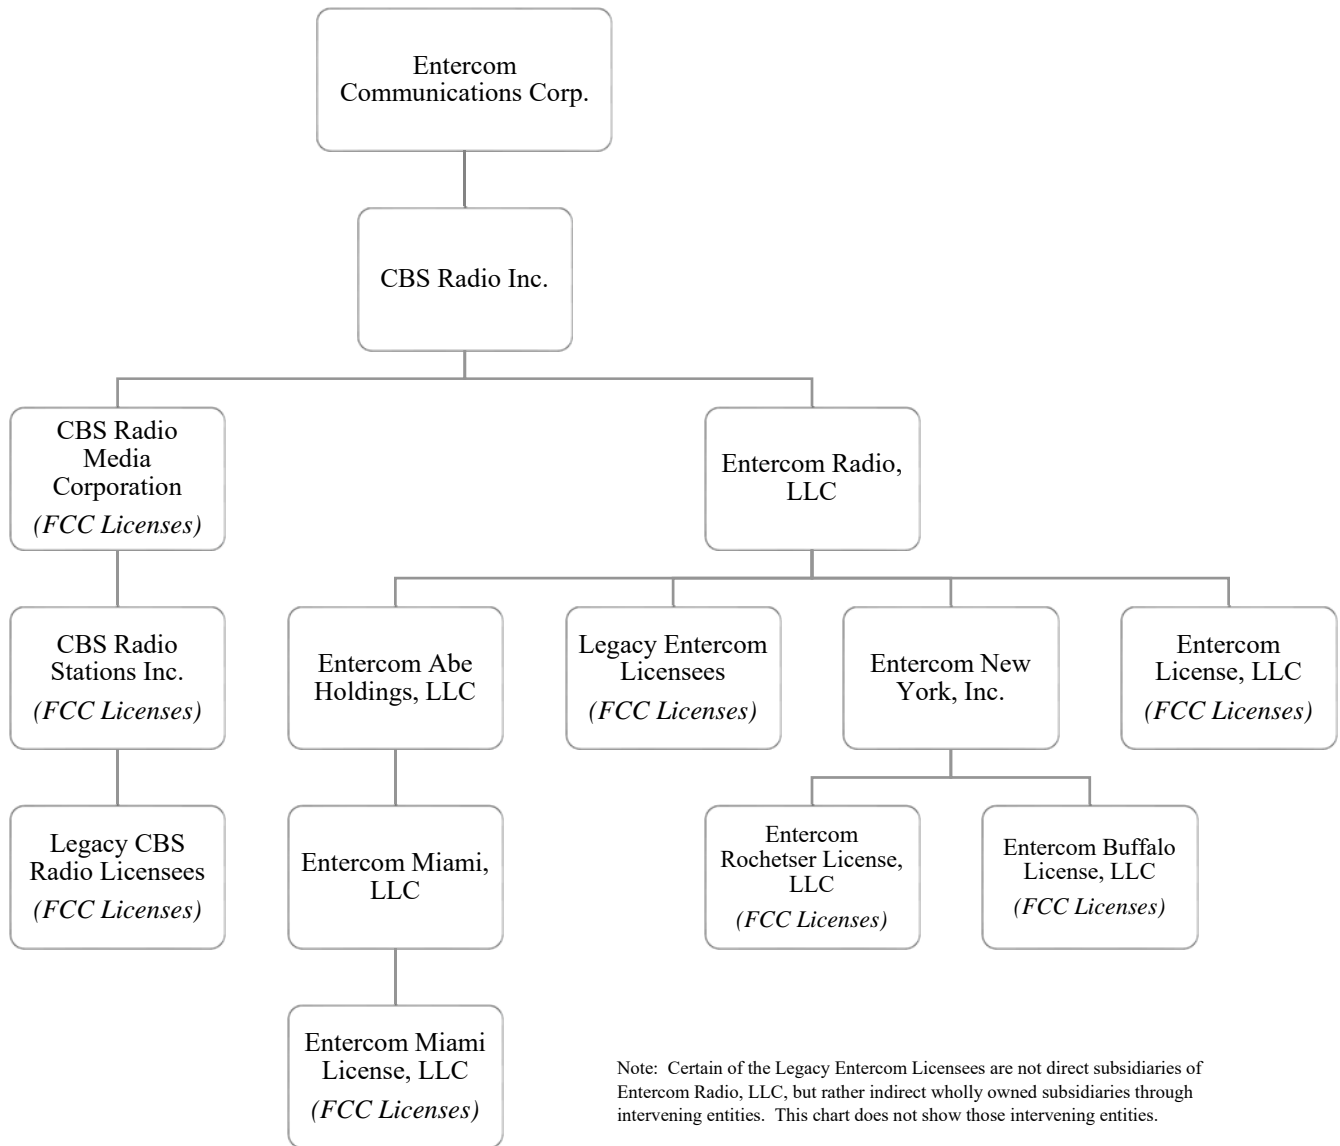 Entercom
Communications Corp.
CBS Radio Inc.
CBS Radio
Media
Corporation
(FCC Licenses)
Entercom Radio,
LLC
CBS Radio
Stations Inc.
(FCC Licenses)
Entercom Abe
Holdings, LLC
Legacy Entercom
Licensees
(FCC Licenses)
Entercom New
York, Inc.
Entercom
License, LLC
(FCC Licenses)
Legacy CBS
Radio Licensees
(FCC Licenses)
Entercom Miami,
LLC
Entercom
Rochetser License,
LLC
(FCC Licenses)
Entercom Buffalo
License, LLC
(FCC Licenses)
Entercom Miami
License, LLC
(FCC Licenses)
Note:  Certain of the Legacy Entercom Licensees are not direct subsidiaries of
Entercom Radio, LLC, but rather indirect wholly owned subsidiaries through
intervening entities.  This chart does not show those intervening entities.